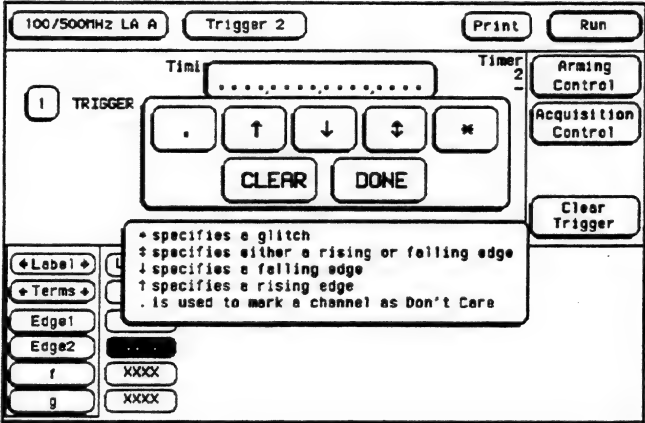 100/500MHz LA A Trigger 2 Print Run
Timi Timer
2
. . . . . . . . . . . . . . . .
1 TRIGGER
Arming
Control
. ↑ ↓ ↕ *
Acquisition
Control
CLEAR DONE
Clear
Trigger
* specifies a glitch
↕ specifies either a rising or falling edge
↓ specifies a falling edge
↑ specifies a rising edge
. is used to mark a channel as Don't Care
←Label→ L
←Terms→
Edge1
Edge2 . . . .
f XXXX
g XXXX